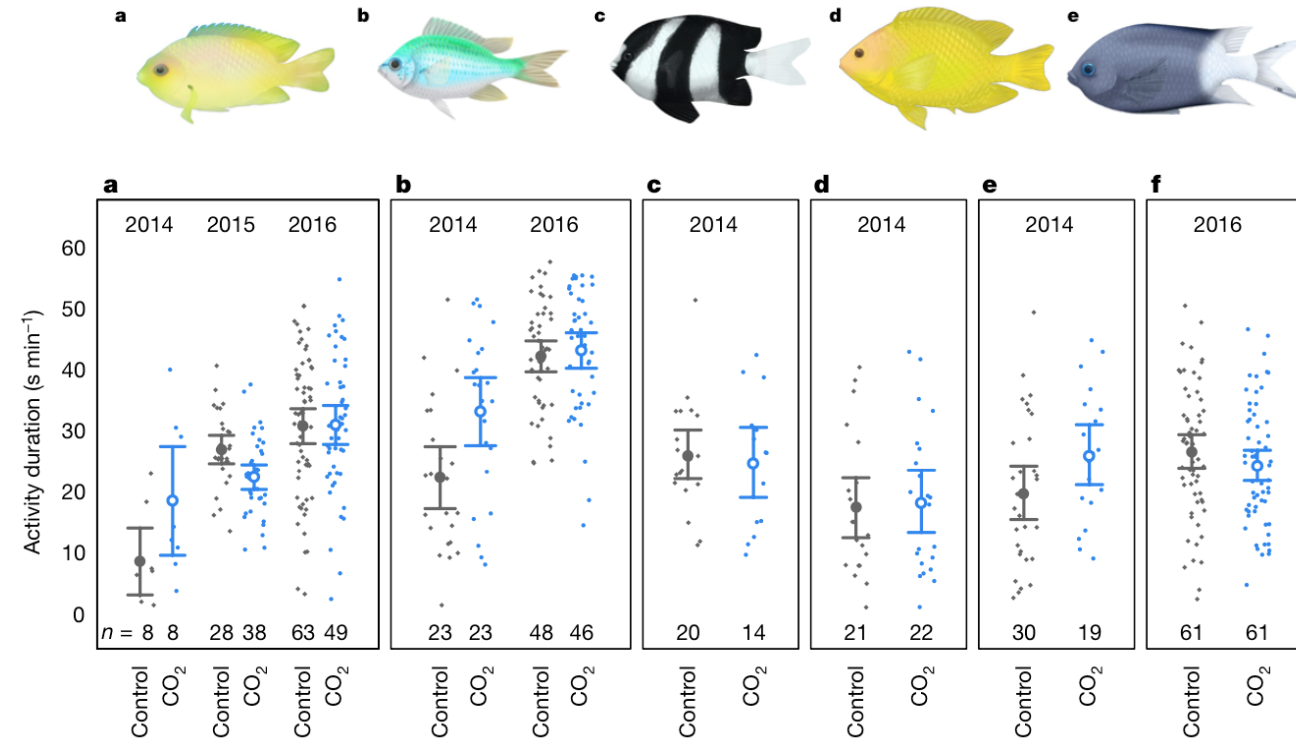 a b c d e
a b c d e f
2014 2015 2016 2014 2016 2014 2014 2014 2016
Activity duration (s min⁻¹)
60
50
40
30
20
10
0
n = 8 8 28 38 63 49 23 23 48 46 20 14 21 22 30 19 61 61
Control CO₂ Control CO₂ Control CO₂ Control CO₂ Control CO₂ Control CO₂ Control CO₂ Control CO₂ Control CO₂